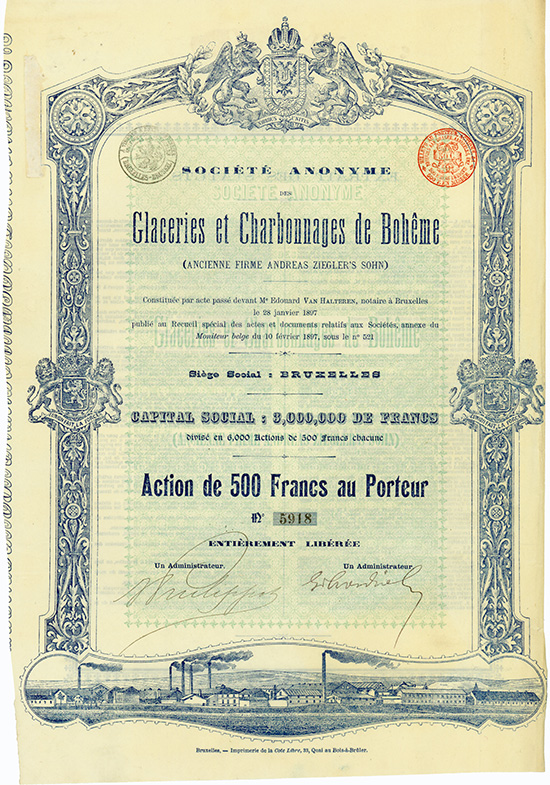 SOCIÉTÉ ANONYME
DES
Glaceries et Charbonnages de Bohême
(ANCIENNE FIRME ANDREAS ZIEGLER'S SOHN)
Constituée par acte passé devant Me Edouard VAN HALTEREN, notaire à Bruxelles
le 28 janvier 1897
publié au Recueil spécial des actes et documents relatifs aux Sociétés, annexe du
Moniteur belge du 10 février 1897, sous le no 521
Siège Social : BRUXELLES
CAPITAL SOCIAL : 3,000,000 DE FRANCS
divisé en 6,000 Actions de 500 Francs chacune
Action de 500 Francs au Porteur
No 5918
ENTIÈREMENT LIBÉRÉE
Un Administrateur.
Un Administrateur.
Bruxelles. — Imprimerie de la Cote Libre, 33, Quai au Bois-à-Brûler.